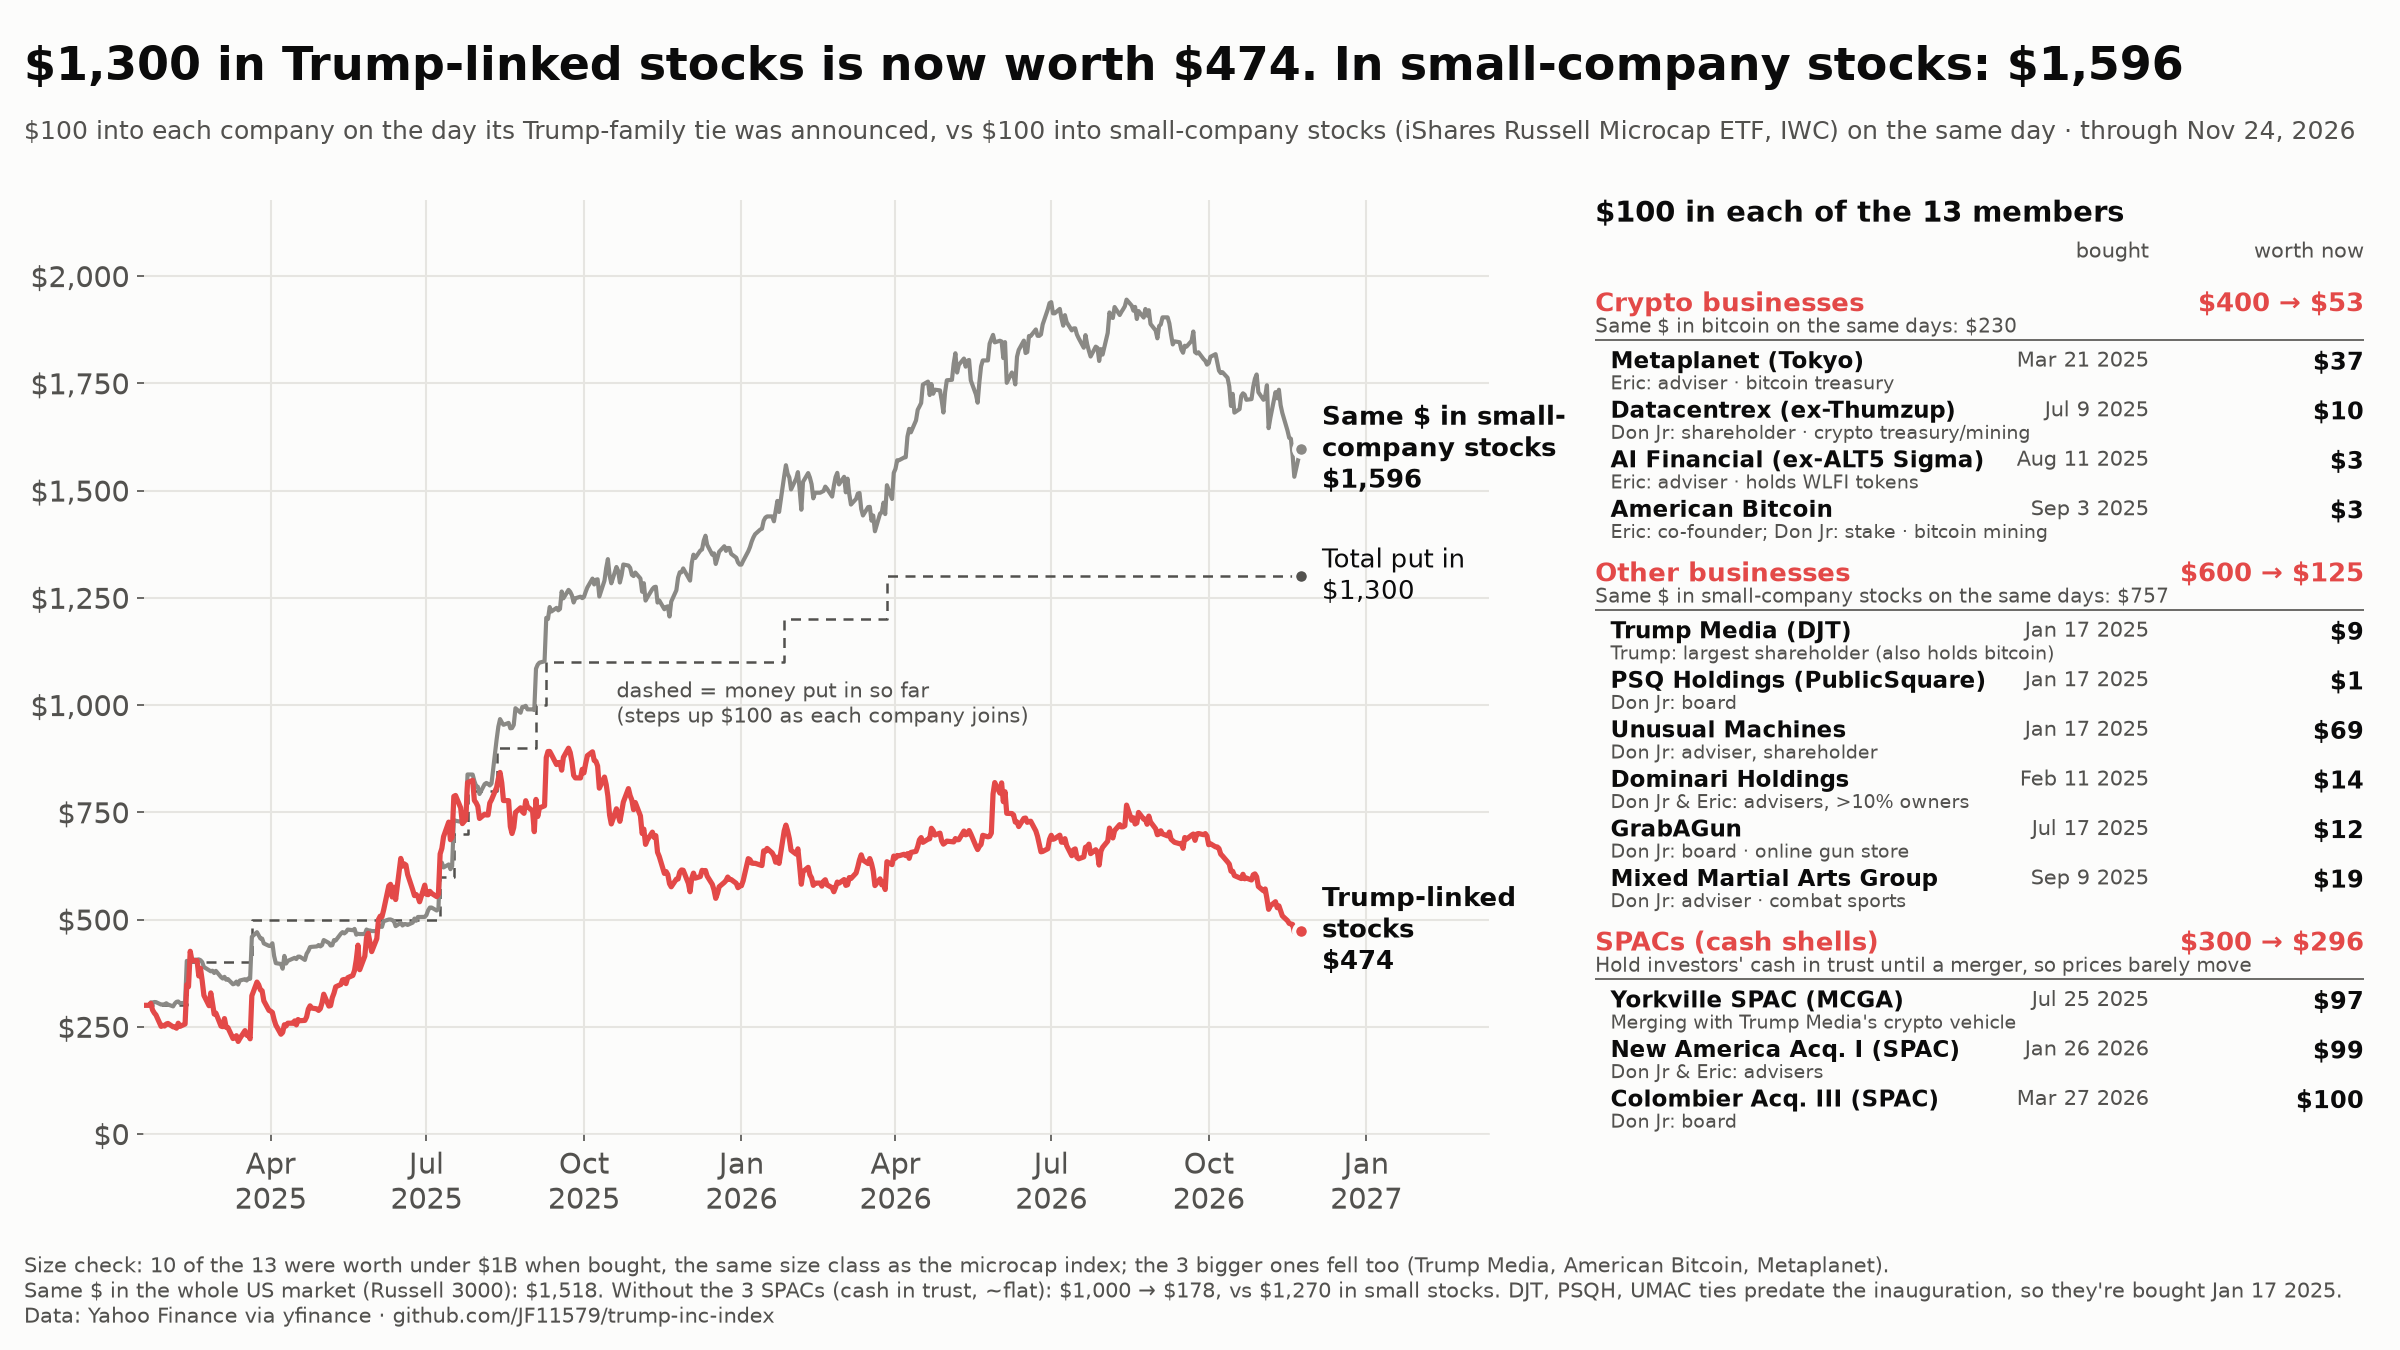 $1,300 in Trump-linked stocks is now worth $474. In small-company stocks: $1,596
$100 into each company on the day its Trump-family tie was announced, vs $100 into small-company stocks (iShares Russell Microcap ETF, IWC) on the same day · through Nov 24, 2026
$2,000
$1,750
$1,500
$1,250
$1,000
$750
$500
$250
$0
Same $ in small-
company stocks
$1,596
Total put in
$1,300
dashed = money put in so far
(steps up $100 as each company joins)
Trump-linked
stocks
$474
Apr Jul Oct Jan Apr Jul Oct Jan
2025 2025 2025 2026 2026 2026 2026 2027
$100 in each of the 13 members
bought worth now
Crypto businesses $400 → $53
Same $ in bitcoin on the same days: $230
Metaplanet (Tokyo) Mar 21 2025 $37
Eric: adviser · bitcoin treasury
Datacentrex (ex-Thumzup) Jul 9 2025 $10
Don Jr: shareholder · crypto treasury/mining
AI Financial (ex-ALT5 Sigma) Aug 11 2025 $3
Eric: adviser · holds WLFI tokens
American Bitcoin Sep 3 2025 $3
Eric: co-founder; Don Jr: stake · bitcoin mining
Other businesses $600 → $125
Same $ in small-company stocks on the same days: $757
Trump Media (DJT) Jan 17 2025 $9
Trump: largest shareholder (also holds bitcoin)
PSQ Holdings (PublicSquare) Jan 17 2025 $1
Don Jr: board
Unusual Machines Jan 17 2025 $69
Don Jr: adviser, shareholder
Dominari Holdings Feb 11 2025 $14
Don Jr & Eric: advisers, >10% owners
GrabAGun Jul 17 2025 $12
Don Jr: board · online gun store
Mixed Martial Arts Group Sep 9 2025 $19
Don Jr: adviser · combat sports
SPACs (cash shells) $300 → $296
Hold investors' cash in trust until a merger, so prices barely move
Yorkville SPAC (MCGA) Jul 25 2025 $97
Merging with Trump Media's crypto vehicle
New America Acq. I (SPAC) Jan 26 2026 $99
Don Jr & Eric: advisers
Colombier Acq. III (SPAC) Mar 27 2026 $100
Don Jr: board
Size check: 10 of the 13 were worth under $1B when bought, the same size class as the microcap index; the 3 bigger ones fell too (Trump Media, American Bitcoin, Metaplanet).
Same $ in the whole US market (Russell 3000): $1,518. Without the 3 SPACs (cash in trust, ~flat): $1,000 → $178, vs $1,270 in small stocks. DJT, PSQH, UMAC ties predate the inauguration, so they're bought Jan 17 2025.
Data: Yahoo Finance via yfinance · github.com/JF11579/trump-inc-index